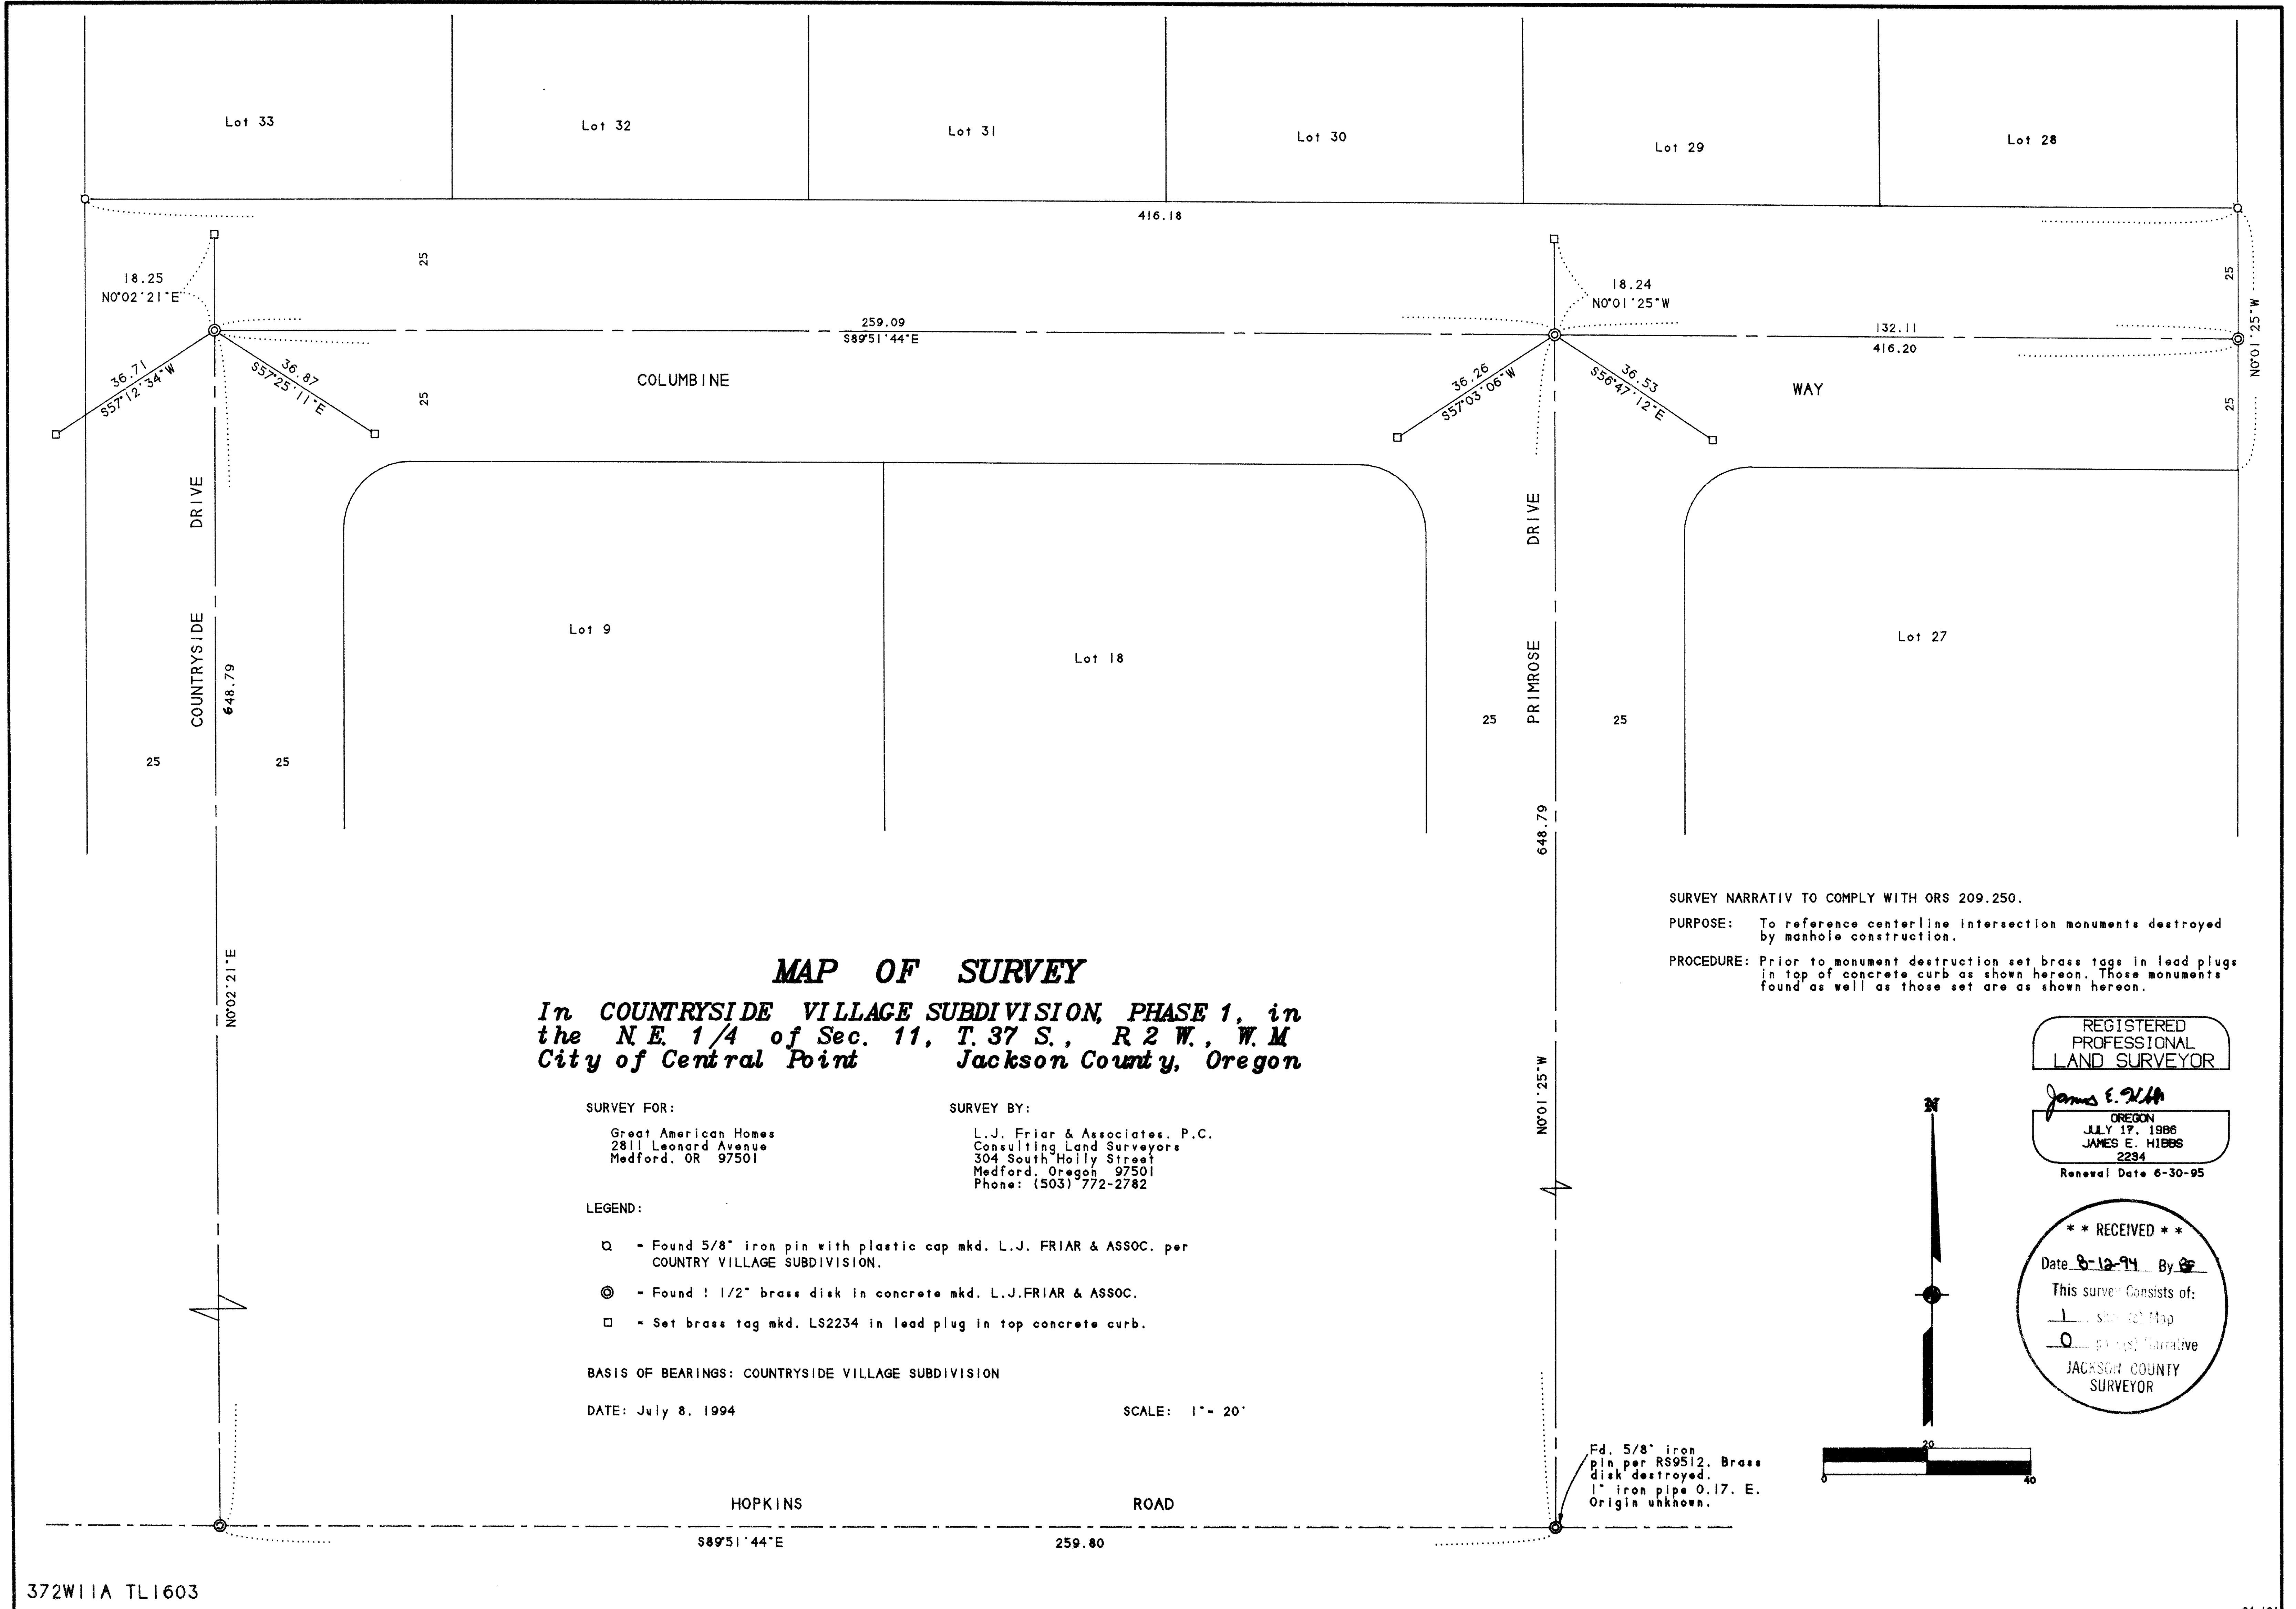 Lot 33
Lot 32
Lot 31
Lot 30
Lot 29
Lot 28
416.18
18.25
N0°02'21"E
25
18.24
N0°01'25"W
25
N0°01'25"W
259.09
S89°51'44"E
132.11
416.20
36.71
S57°12'34"W
36.87
S57°25'11"E
COLUMBINE
25
36.26
S57°03'06"W
36.53
S56°47'12"E
WAY
25
COUNTRYSIDE DRIVE
648.79
N0°02'21"E
25
25
Lot 9
Lot 18
PRIMROSE DRIVE
25
25
648.79
N0°01'25"W
Lot 27
SURVEY NARRATIV TO COMPLY WITH ORS 209.250.
PURPOSE: To reference centerline intersection monuments destroyed
by manhole construction.
PROCEDURE: Prior to monument destruction set brass tags in lead plugs
in top of concrete curb as shown hereon. Those monuments
found as well as those set are as shown hereon.
MAP OF SURVEY
In COUNTRYSIDE VILLAGE SUBDIVISION, PHASE 1, in
the N.E. 1/4 of Sec. 11, T.37 S., R 2 W., W.M
City of Central Point Jackson County, Oregon
SURVEY FOR:
Great American Homes
2811 Leonard Avenue
Medford, OR 97501
SURVEY BY:
L.J. Friar & Associates. P.C.
Consulting Land Surveyors
304 South Holly Street
Medford, Oregon 97501
Phone: (503) 772-2782
LEGEND:
- Found 5/8" iron pin with plastic cap mkd. L.J. FRIAR & ASSOC. per
COUNTRY VILLAGE SUBDIVISION.
- Found ! 1/2" brass disk in concrete mkd. L.J.FRIAR & ASSOC.
- Set brass tag mkd. LS2234 in lead plug in top concrete curb.
BASIS OF BEARINGS: COUNTRYSIDE VILLAGE SUBDIVISION
DATE: July 8, 1994
SCALE: 1"- 20'
REGISTERED
PROFESSIONAL
LAND SURVEYOR
James E. Hibbs
OREGON
JULY 17, 1986
JAMES E. HIBBS
2234
Renewal Date 6-30-95
N
* * RECEIVED * *
Date 8-12-94 By BF
This survey Consists of:
1 Map
0 Narrative
JACKSON COUNTY
SURVEYOR
Fd. 5/8" iron
pin per RS9512. Brass
disk destroyed.
1" iron pipe 0.17. E.
Origin unknown.
20
0 40
HOPKINS ROAD
S89°51'44"E 259.80
372W11A TL1603